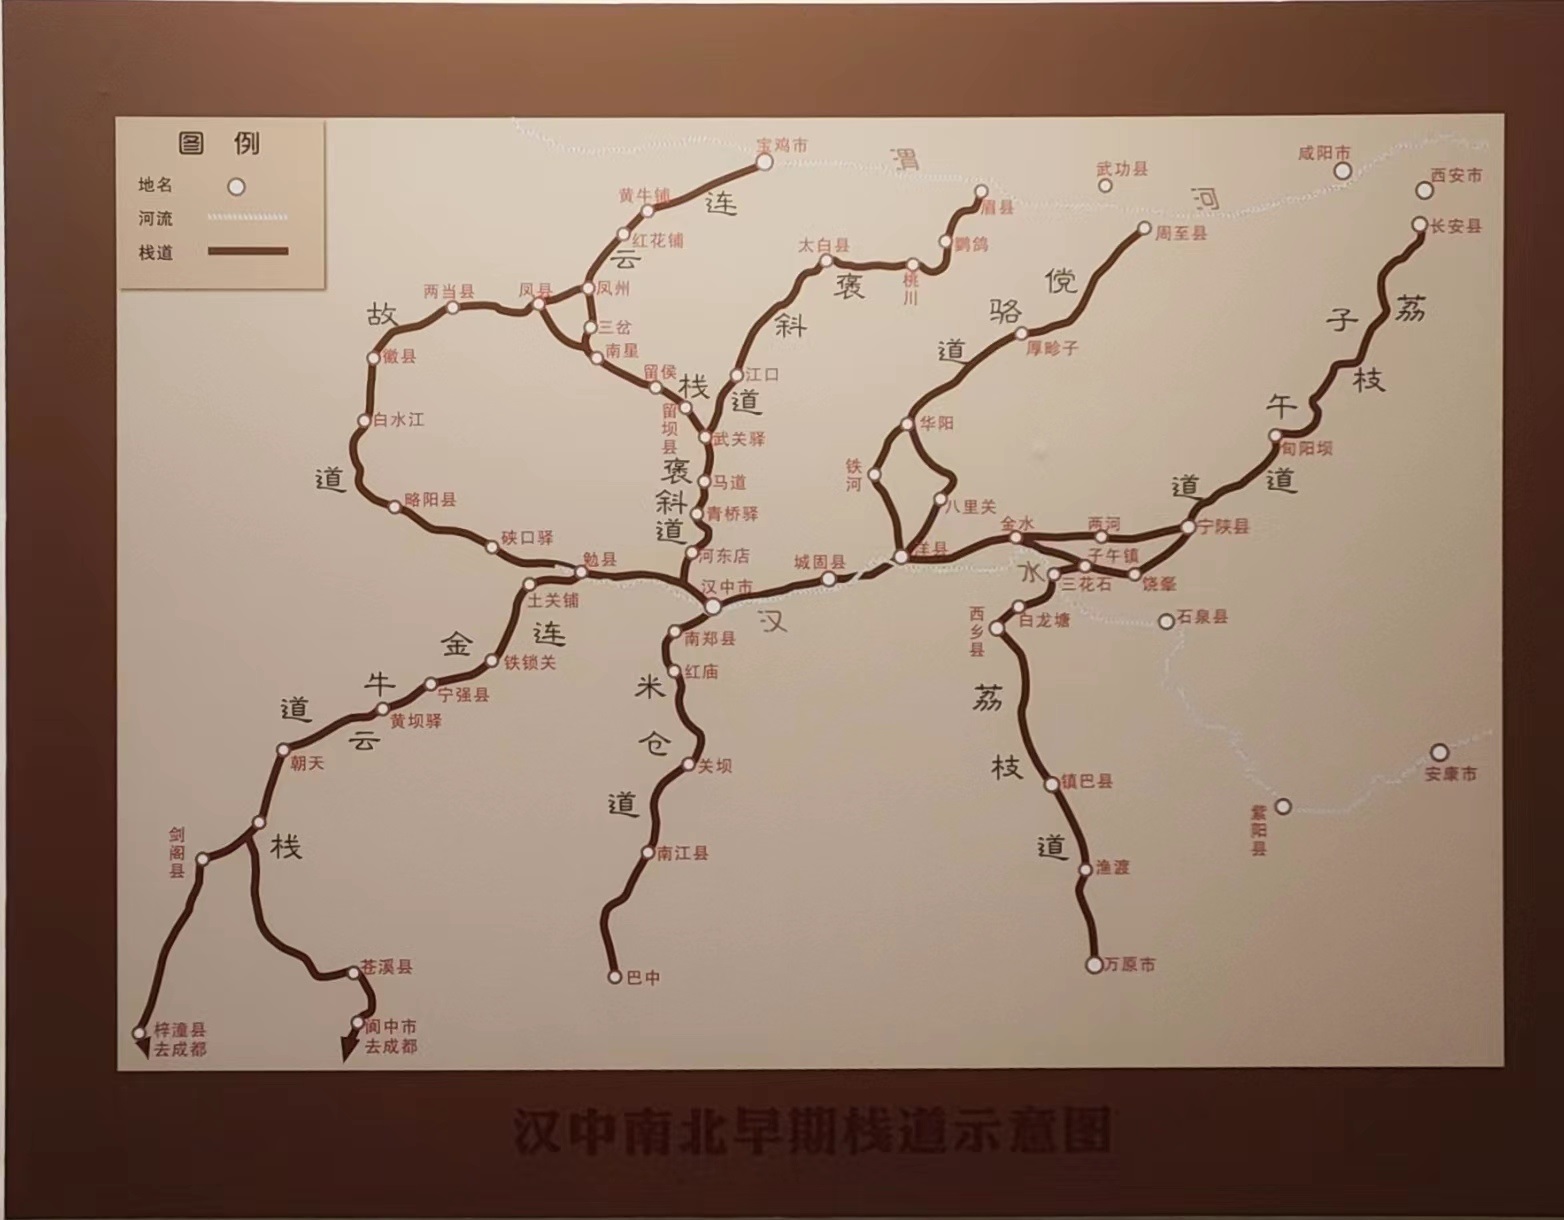 图 例
地名
河流
栈道
宝鸡市
渭
河
武功县
咸阳市
西安市
长安县
黄牛铺
连
红花铺
云
眉县
鹦鸽
周至县
太白县
褒
桃川
斜
傥
骆
道
子
荔
枝
午
道
道
故
两当县
凤县
凤州
三岔
南星
徽县
留侯
栈
江口
道
厚畛子
留坝县
武关驿
白水江
华阳
旬阳坝
道
褒
斜
道
马道
青桥驿
铁河
八里关
略阳县
硖口驿
河东店
金水
两河
宁陕县
勉县
城固县
洋县
子午镇
水
三花石
饶峯
汉中市
汉
土关铺
西乡县
白龙塘
石泉县
南郑县
金
连
铁锁关
红庙
米
牛
宁强县
荔
道
黄坝驿
云
仓
关坝
枝
镇巴县
安康市
朝天
道
紫阳县
剑阁县
栈
南江县
道
渔渡
苍溪县
巴中
万原市
梓潼县
去成都
阆中市
去成都
汉中南北早期栈道示意图